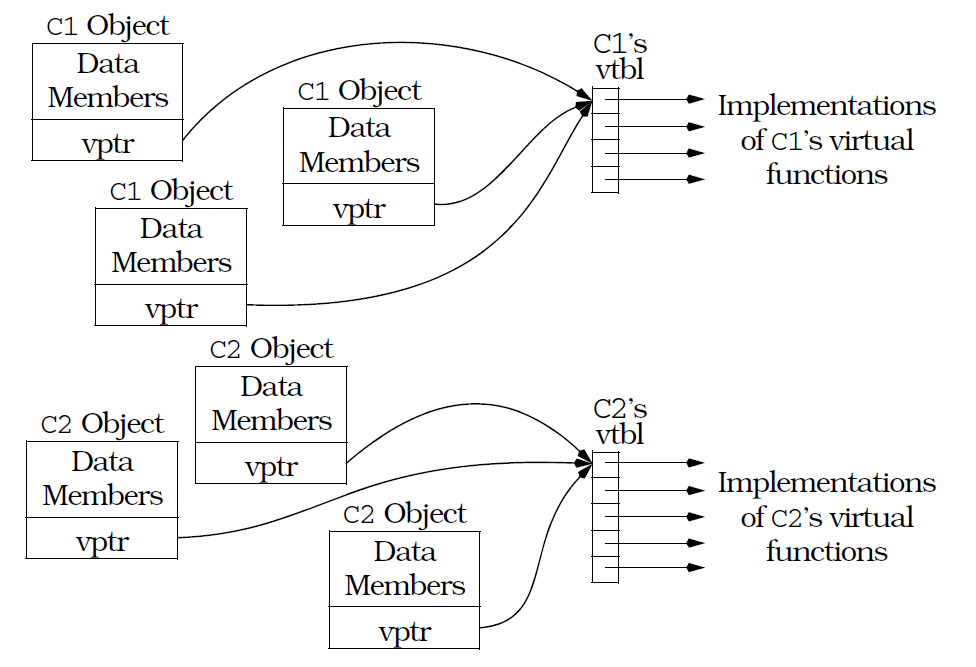 C1 Object
Data
Members
vptr
C1 Object
Data
Members
vptr
C1 Object
Data
Members
vptr
C1's
vtbl
Implementations
of C1's virtual
functions
C2 Object
Data
Members
vptr
C2 Object
Data
Members
vptr
C2 Object
Data
Members
vptr
C2's
vtbl
Implementations
of C2's virtual
functions